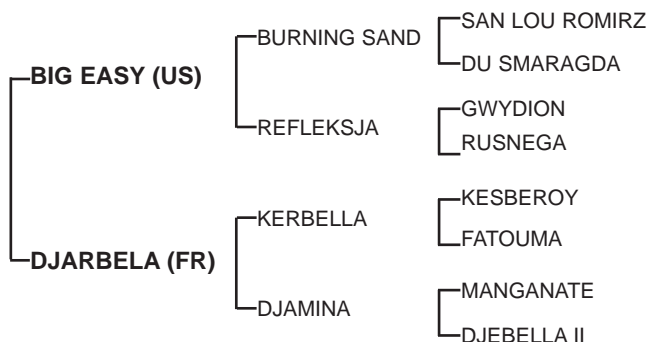 SAN LOU ROMIRZ
BURNING SAND
DU SMARAGDA
BIG EASY (US)
GWYDION
REFLEKSJA
RUSNEGA
KESBEROY
KERBELLA
FATOUMA
DJARBELA (FR)
MANGANATE
DJAMINA
DJEBELLA II